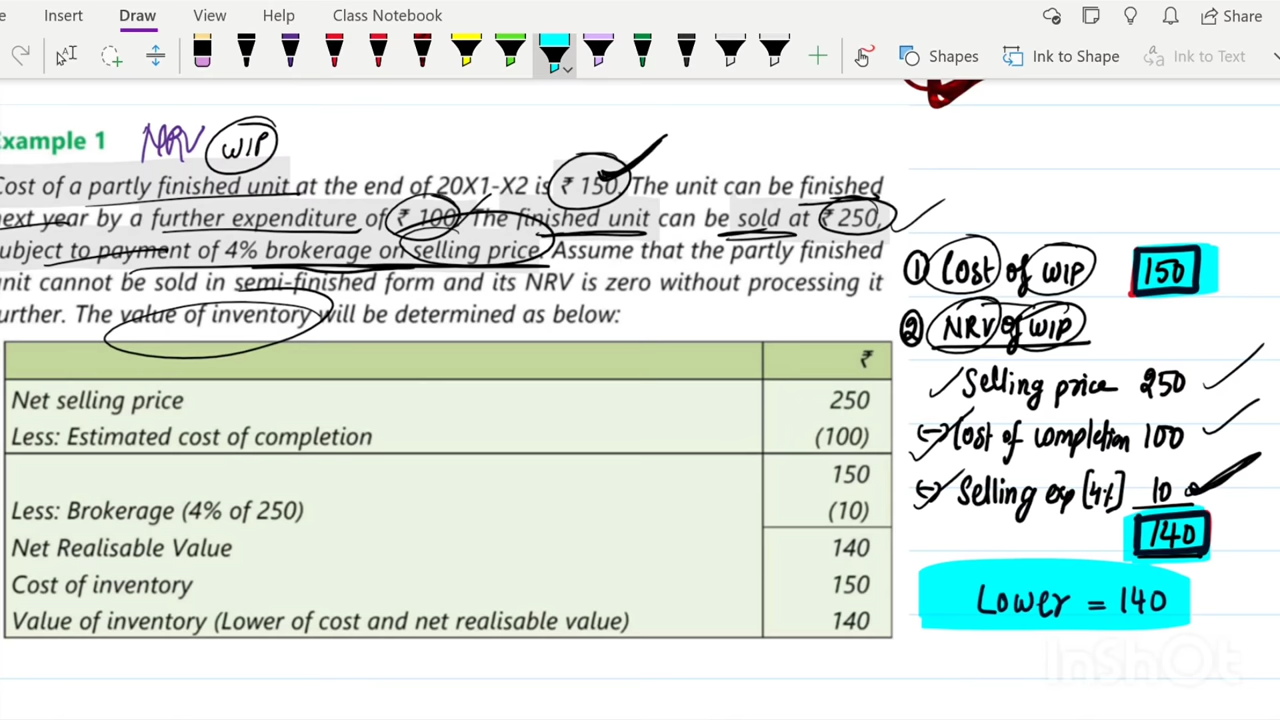 Insert Draw View Help Class Notebook Share
Shapes Ink to Shape Ink to Text
xample 1 NRV WIP
Cost of a partly finished unit at the end of 20X1-X2 is ₹ 150. The unit can be finished
next year by a further expenditure of ₹ 100. The finished unit can be sold at ₹ 250,
ubject to payment of 4% brokerage on selling price. Assume that the partly finished
nit cannot be sold in semi-finished form and its NRV is zero without processing it
urther. The value of inventory will be determined as below:
₹
Net selling price 250
Less: Estimated cost of completion (100)
150
Less: Brokerage (4% of 250) (10)
Net Realisable Value 140
Cost of inventory 150
Value of inventory (Lower of cost and net realisable value) 140
① Cost of WIP 150
② NRV of WIP
Selling price 250
(-) Cost of completion 100
(-) Selling exp [4%] 10
140
Lower = 140
InShOt